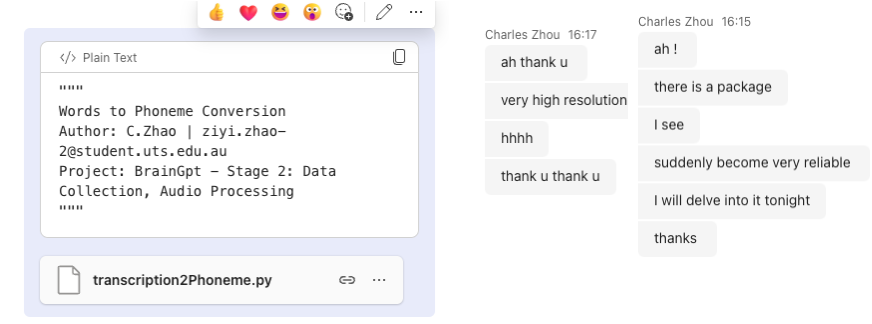 </> Plain Text
"""
Words to Phoneme Conversion
Author: C.Zhao | ziyi.zhao-
2@student.uts.edu.au
Project: BrainGpt - Stage 2: Data
Collection, Audio Processing
"""
transcription2Phoneme.py
Charles Zhou 16:17
ah thank u
very high resolution
hhhh
thank u thank u
Charles Zhou 16:15
ah !
there is a package
I see
suddenly become very reliable
I will delve into it tonight
thanks